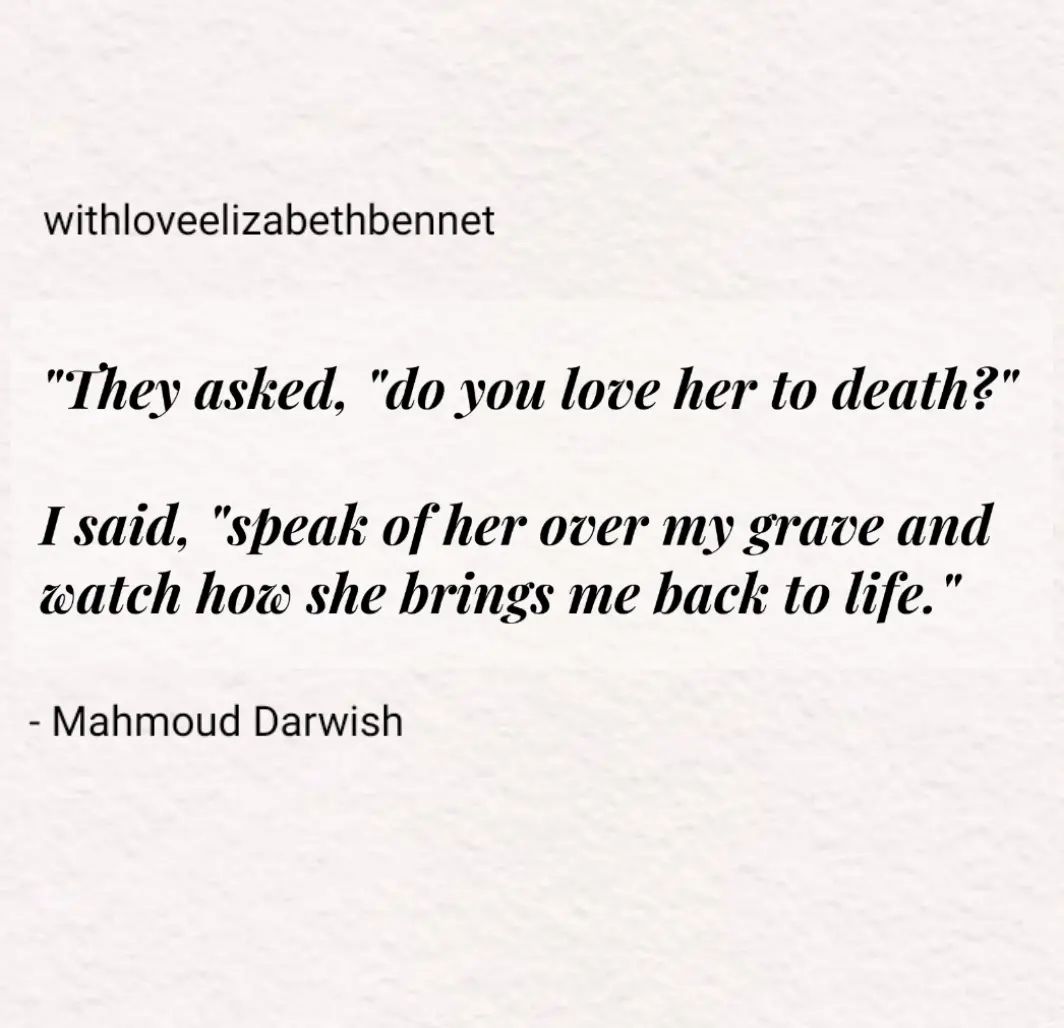 withloveelizabethbennet
"They asked, "do you love her to death?"
I said, "speak of her over my grave and
watch how she brings me back to life."
- Mahmoud Darwish